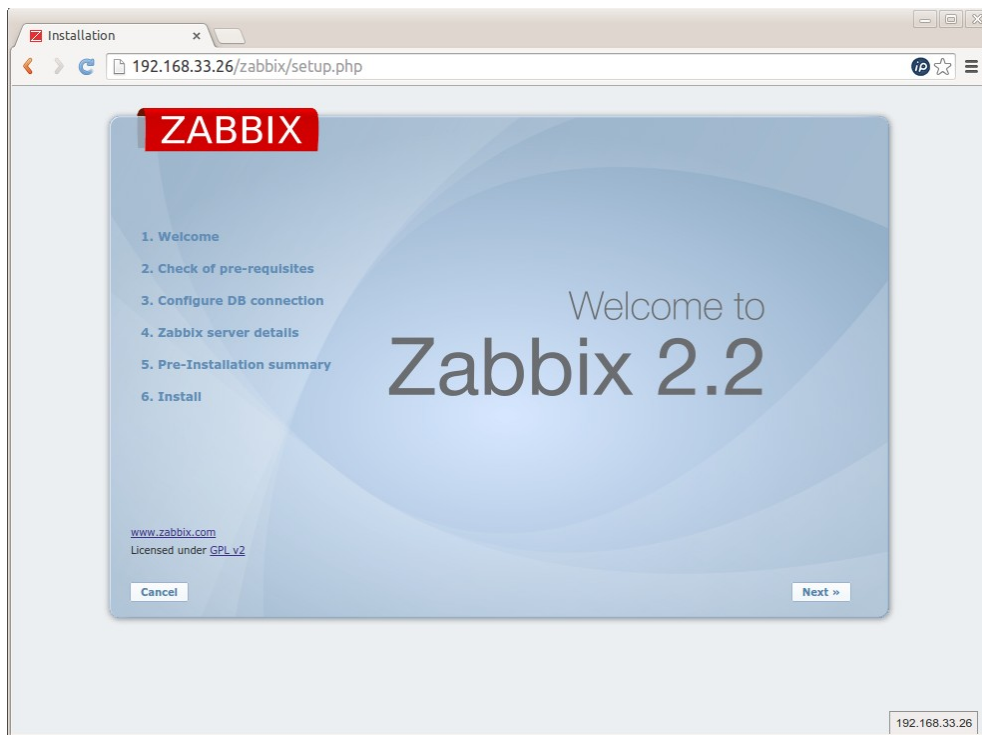 Installation
192.168.33.26/zabbix/setup.php
ip
ZABBIX
1. Welcome
2. Check of pre-requisites
3. Configure DB connection
4. Zabbix server details
5. Pre-Installation summary
6. Install
Welcome to
Zabbix 2.2
www.zabbix.com
Licensed under GPL v2
Cancel
Next »
192.168.33.26